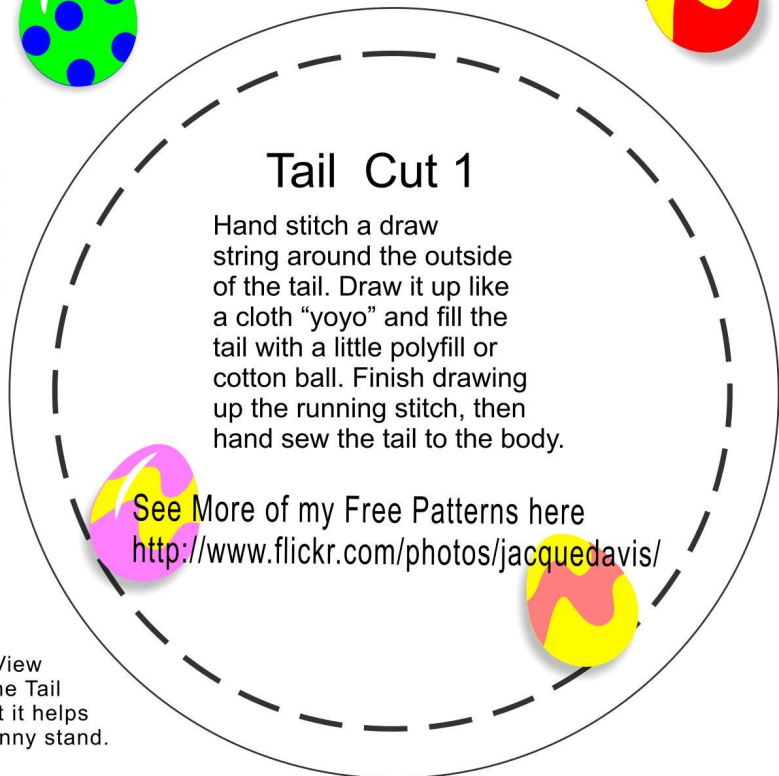 Tail Cut 1
Hand stitch a draw
string around the outside
of the tail. Draw it up like
a cloth “yoyo” and fill the
tail with a little polyfill or
cotton ball. Finish drawing
up the running stitch, then
hand sew the tail to the body.
See More of my Free Patterns here
http://www.flickr.com/photos/jacquedavis/
View
Tail
it helps
stand.